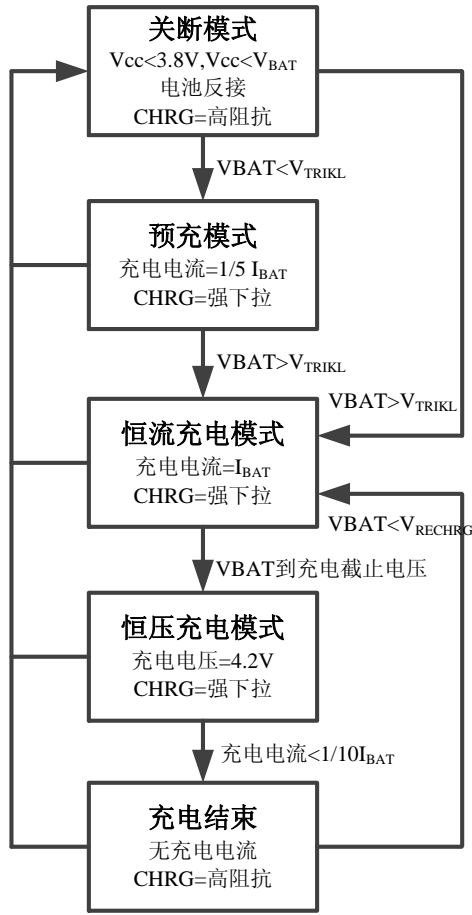 关断模式
Vcc<3.8V,Vcc<VBAT
电池反接
CHRG=高阻抗
VBAT<VTRIKL
预充模式
充电电流=1/5 IBAT
CHRG=强下拉
VBAT>VTRIKL
VBAT>VTRIKL
恒流充电模式
充电电流=IBAT
CHRG=强下拉
VBAT<VRECHRG
VBAT到充电截止电压
恒压充电模式
充电电压=4.2V
CHRG=强下拉
充电电流<1/10IBAT
充电结束
无充电电流
CHRG=高阻抗